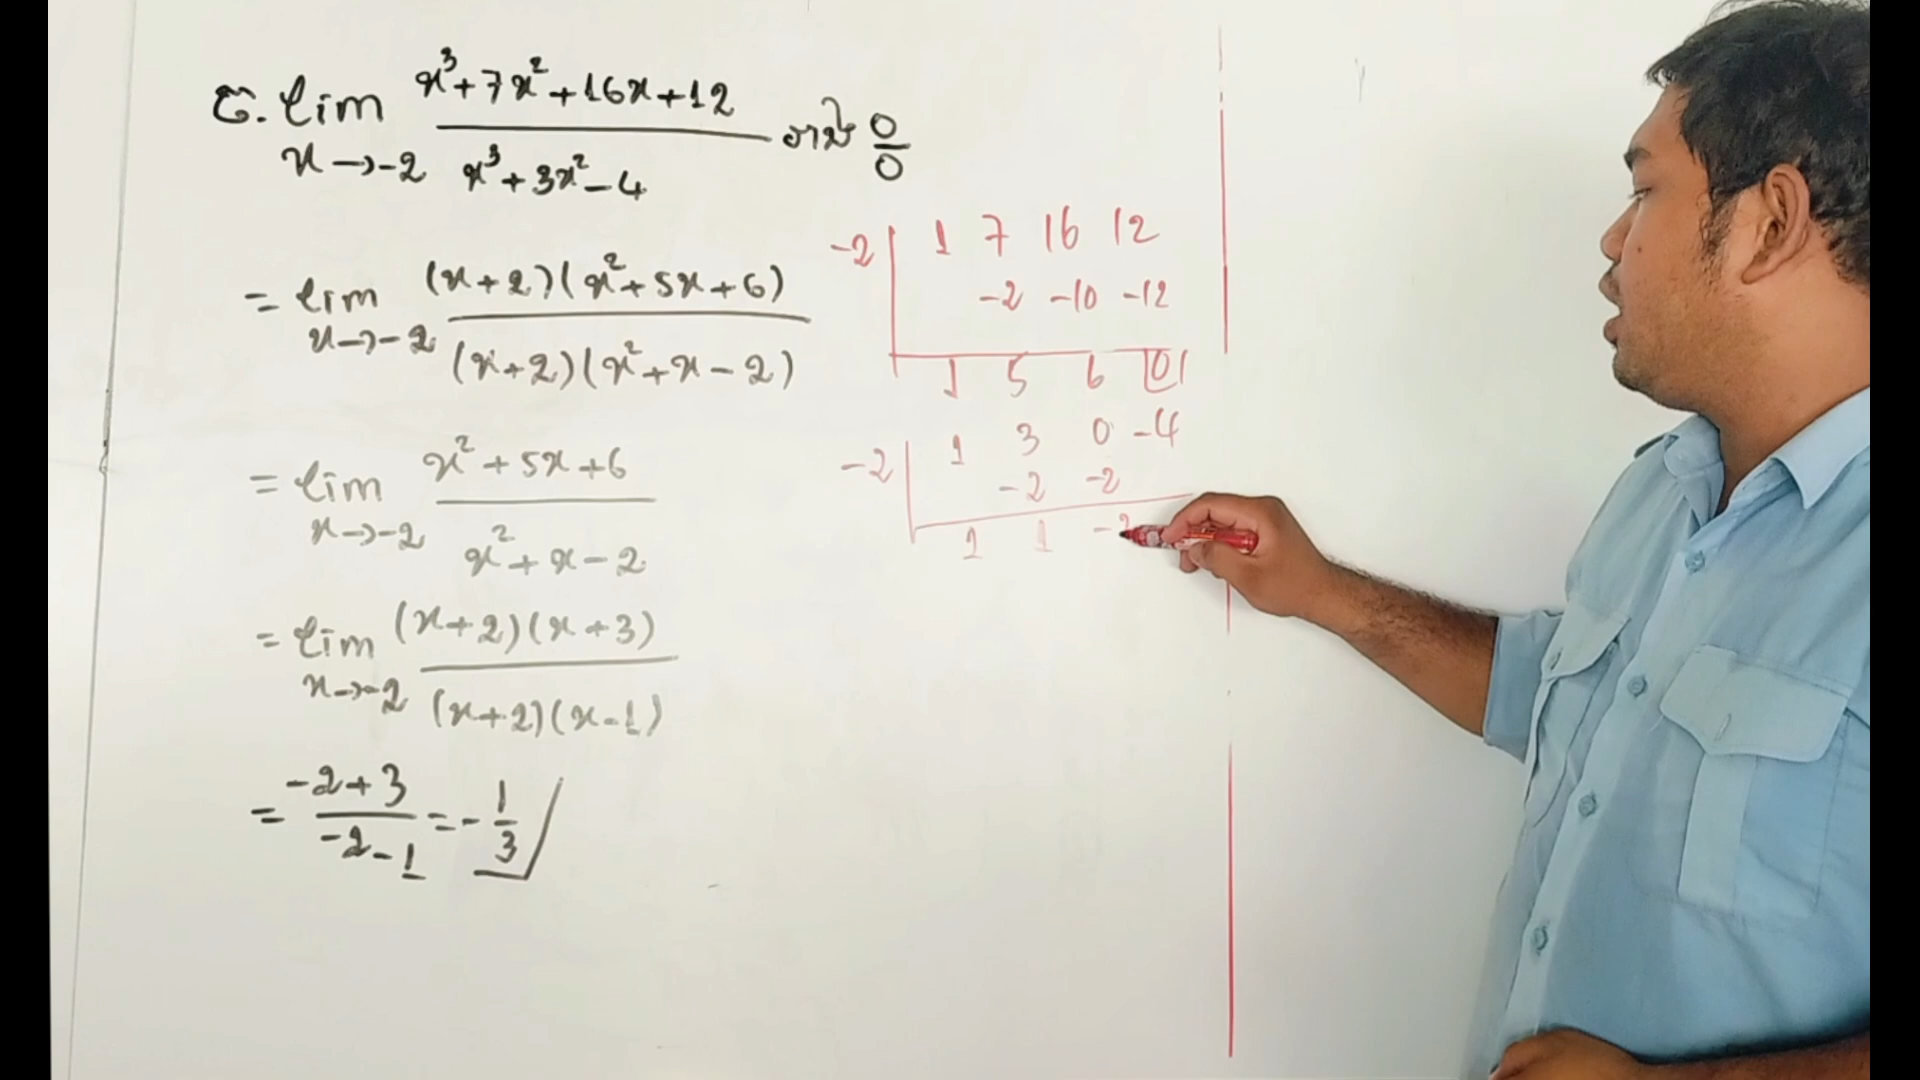 lim x³+7x²+16x+12 / x³+3x²-4 0/0
x→-2
= lim (x+2)(x²+5x+6) / (x+2)(x²+x-2)
x→-2
= lim x²+5x+6 / x²+x-2
x→-2
= lim (x+2)(x+3) / (x+2)(x-1)
x→-2
= -2+3 / -2-1 = -1/3
-2 | 1 7 16 12
-2 -10 -12
1 5 6 0
-2 | 1 3 0 -4
-2 -2
1 1 -2